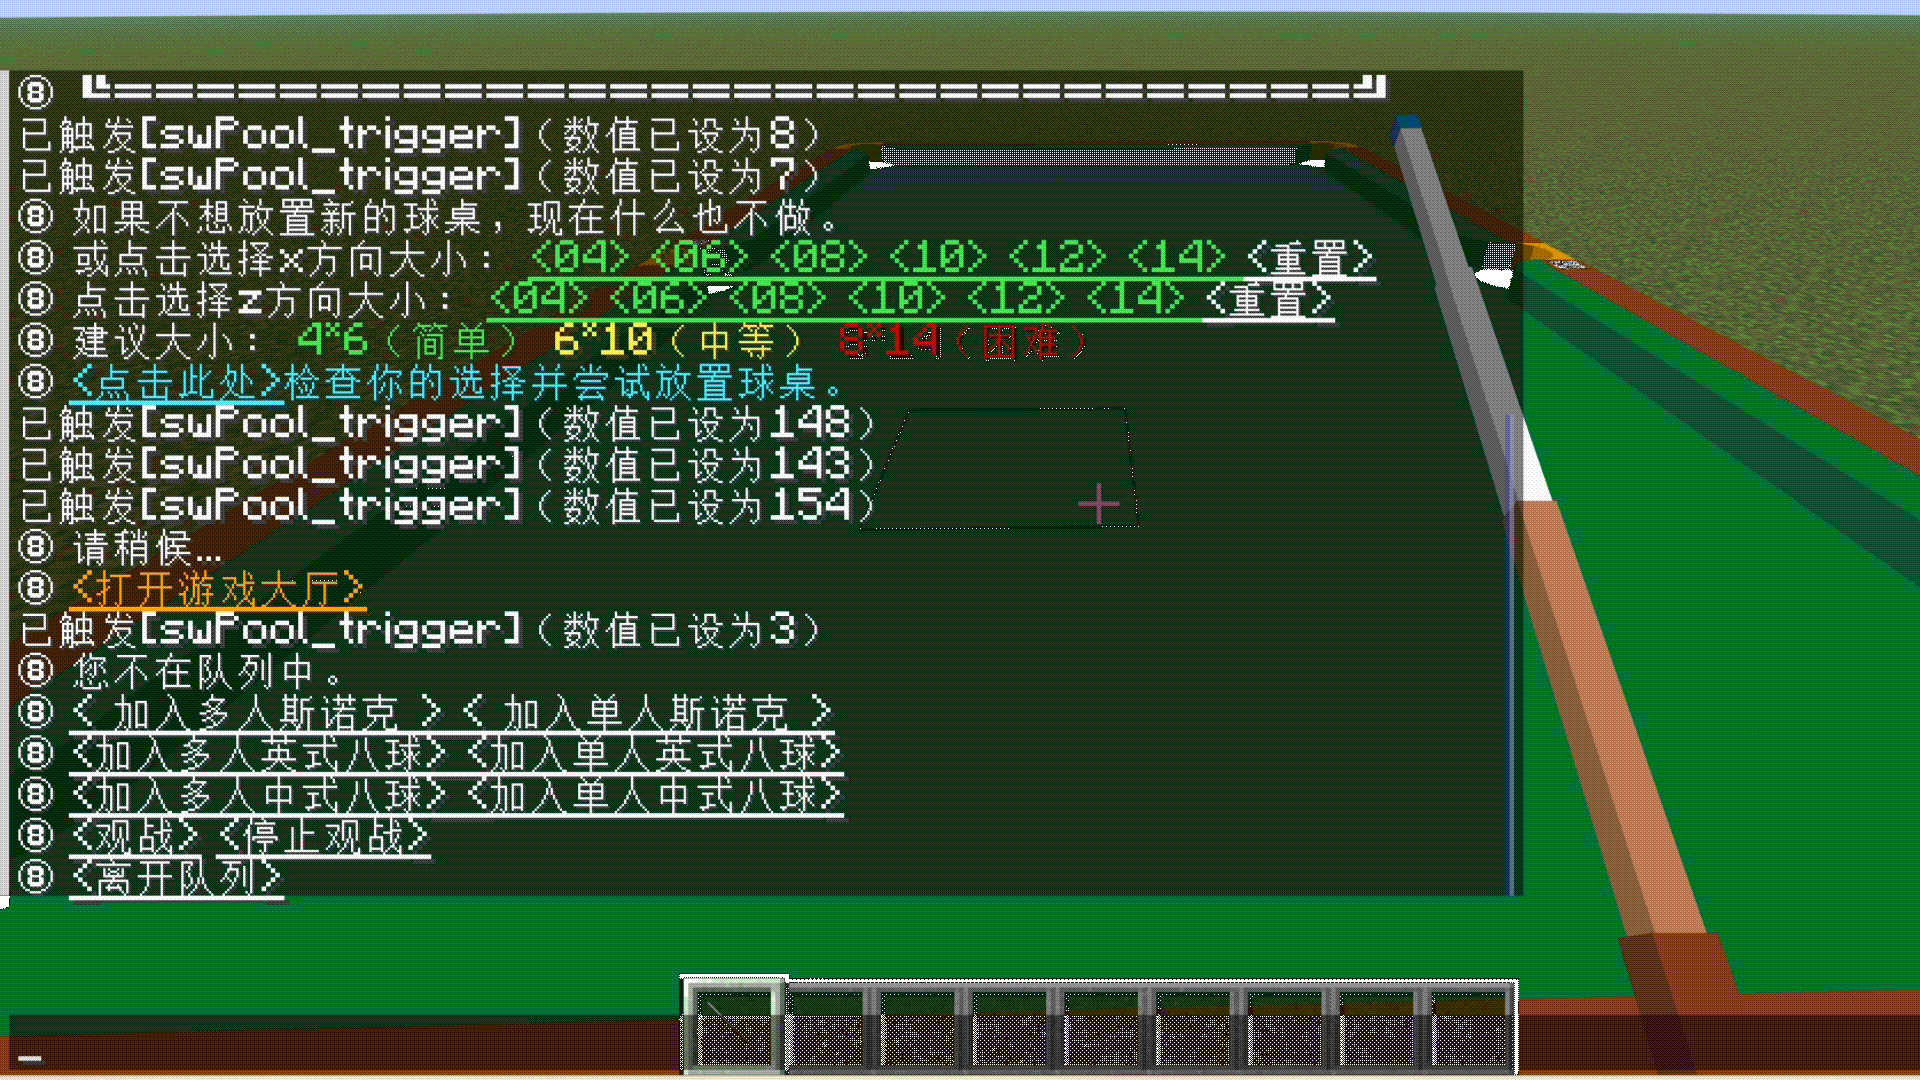 ⑧ ╚═══════════════════════════════╝
已触发[swPool_trigger]（数值已设为8）
已触发[swPool_trigger]（数值已设为7）
⑧ 如果不想放置新的球桌，现在什么也不做。
⑧ 或点击选择x方向大小： <04> <06> <08> <10> <12> <14> <重置>
⑧ 点击选择z方向大小： <04> <06> <08> <10> <12> <14> <重置>
⑧ 建议大小： 4*6（简单） 6*10（中等） 8*14（困难）
⑧ <点击此处>检查你的选择并尝试放置球桌。
已触发[swPool_trigger]（数值已设为148）
已触发[swPool_trigger]（数值已设为143）
已触发[swPool_trigger]（数值已设为154）
⑧ 请稍候...
⑧ <打开游戏大厅>
已触发[swPool_trigger]（数值已设为3）
⑧ 您不在队列中。
⑧ < 加入多人斯诺克 > < 加入单人斯诺克 >
⑧ <加入多人英式八球> <加入单人英式八球>
⑧ <加入多人中式八球> <加入单人中式八球>
⑧ <观战> <停止观战>
⑧ <离开队列>
_